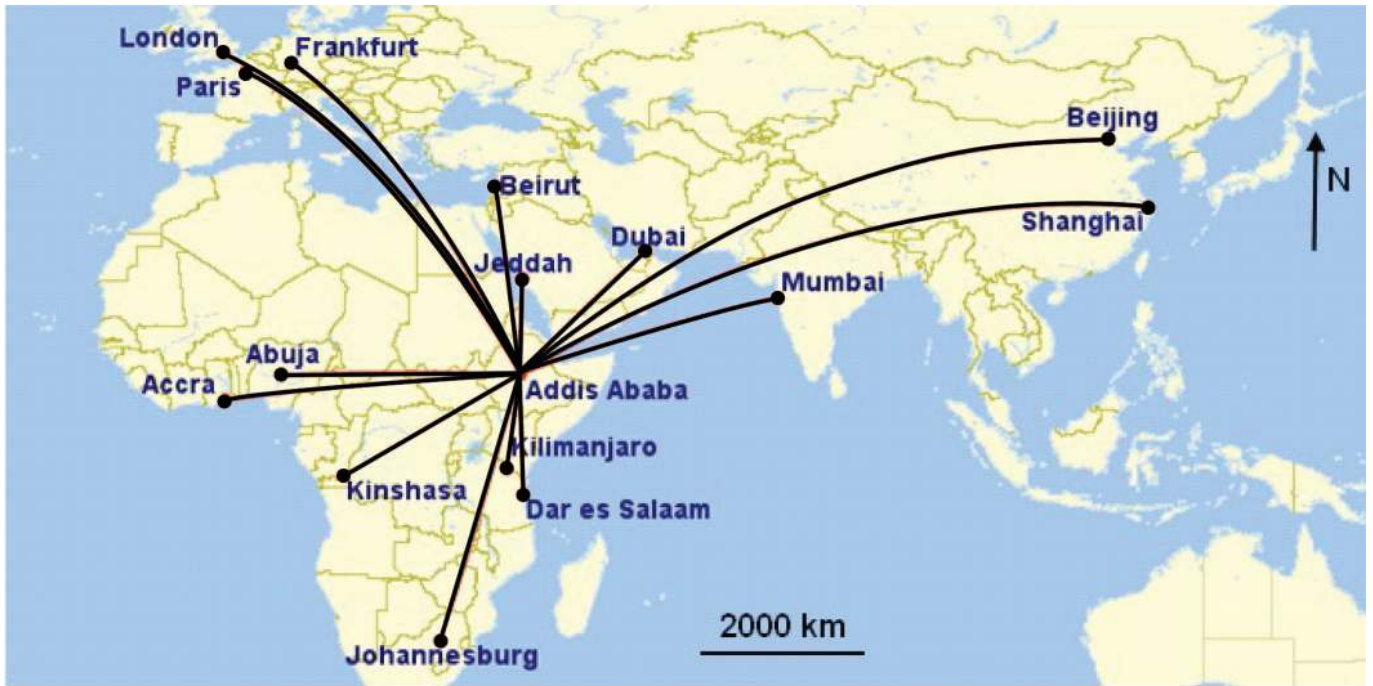 London
Frankfurt
Paris
Beijing
N
Beirut
Shanghai
Dubai
Jeddah
Mumbai
Abuja
Accra
Addis Ababa
Kilimanjaro
Kinshasa
Dar es Salaam
2000 km
Johannesburg